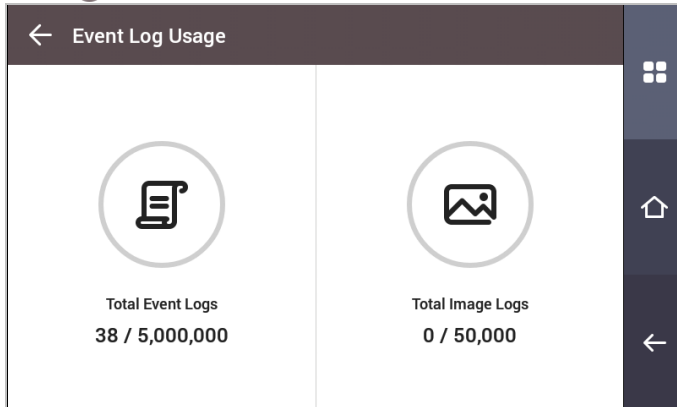 Event Log Usage
Total Event Logs
38 / 5,000,000
Total Image Logs
0 / 50,000